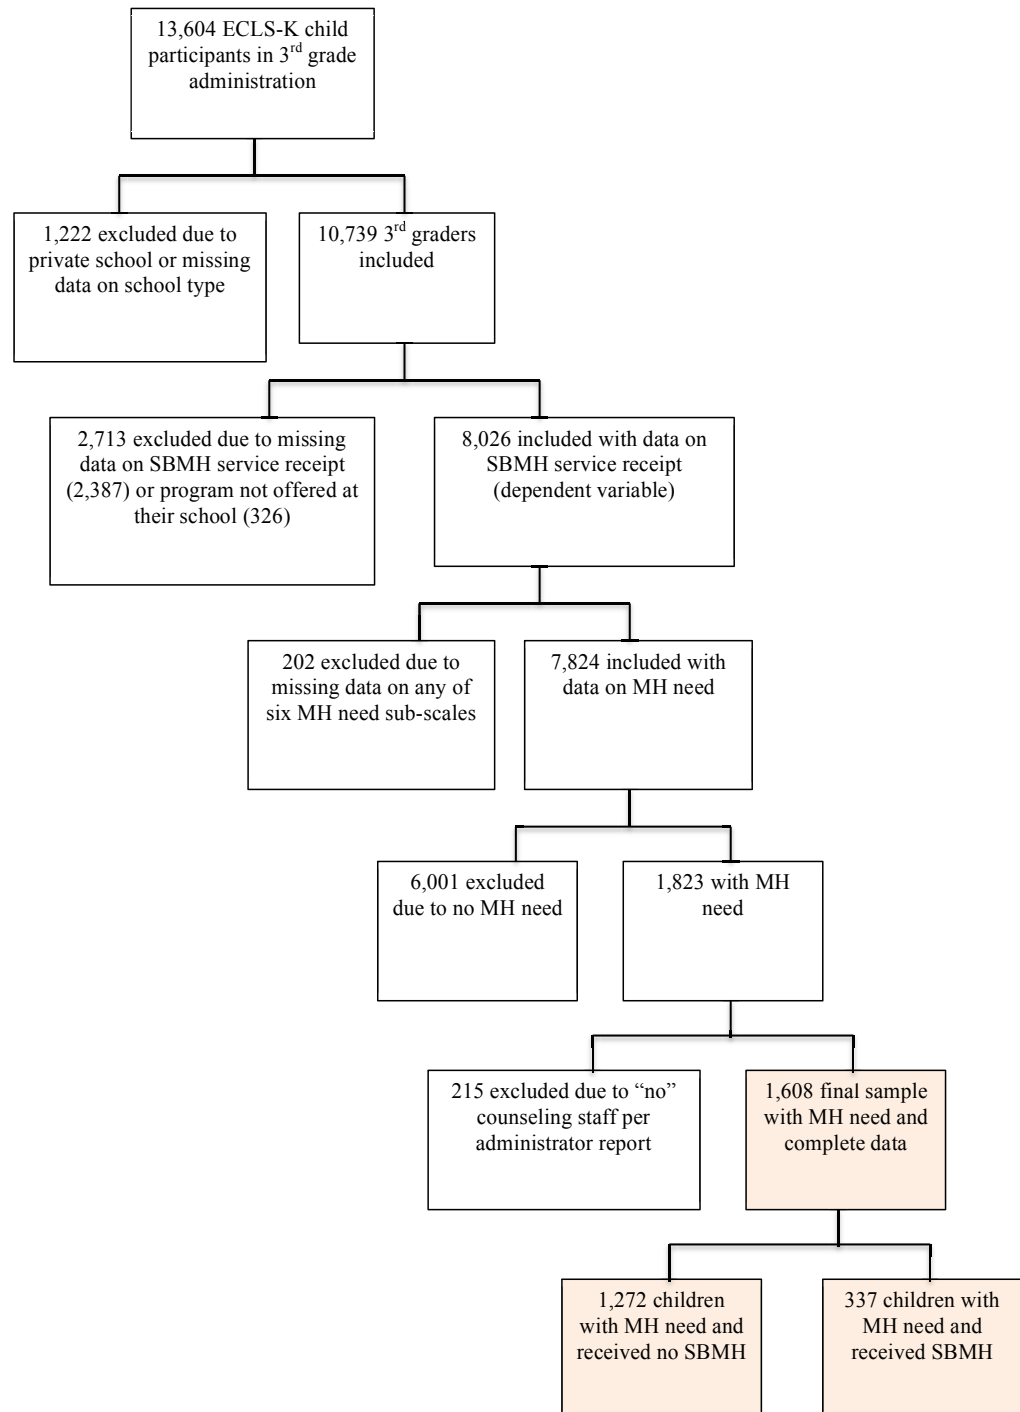 13,604 ECLS-K child
participants in 3rd grade
administration
1,222 excluded due to
private school or missing
data on school type
10,739 3rd graders
included
2,713 excluded due to missing
data on SBMH service receipt
(2,387) or program not offered at
their school (326)
8,026 included with data on
SBMH service receipt
(dependent variable)
202 excluded due to
missing data on any of
six MH need sub-scales
7,824 included with
data on MH need
6,001 excluded
due to no MH need
1,823 with MH
need
215 excluded due to “no”
counseling staff per
administrator report
1,608 final sample
with MH need and
complete data
1,272 children
with MH need and
received no SBMH
337 children with
MH need and
received SBMH